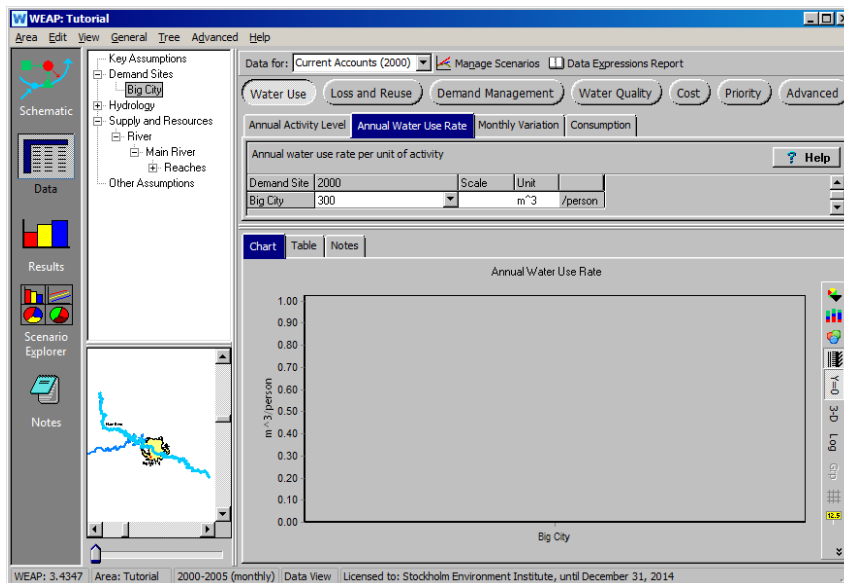 WEAP: Tutorial
Area Edit View General Tree Advanced Help
Schematic
Data
Results
Scenario
Explorer
Notes
Key Assumptions
Demand Sites
Big City
Hydrology
Supply and Resources
River
Main River
Reaches
Other Assumptions
Data for: Current Accounts (2000) Manage Scenarios Data Expressions Report
Water Use Loss and Reuse Demand Management Water Quality Cost Priority Advanced
Annual Activity Level Annual Water Use Rate Monthly Variation Consumption
Annual water use rate per unit of activity
? Help
Demand Site 2000 Scale Unit
Big City 300 m^3 /person
Chart Table Notes
Annual Water Use Rate
m^3/person
1.00
0.90
0.80
0.70
0.60
0.50
0.40
0.30
0.20
0.10
0.00
Big City
Y=0
3-D
Log
Grp
12.5
WEAP: 3.4347 Area: Tutorial 2000-2005 (monthly) Data View Licensed to: Stockholm Environment Institute, until December 31, 2014